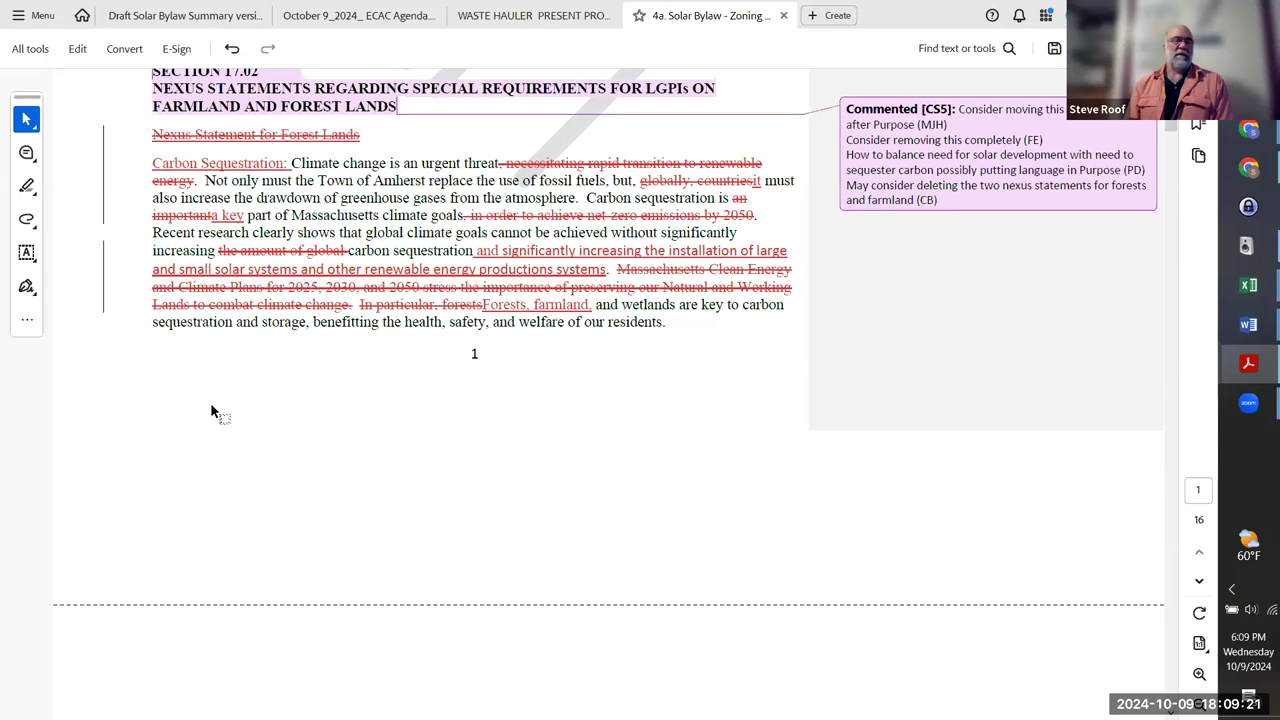 Menu
Draft Solar Bylaw Summary versi...
October 9_2024_ ECAC Agenda...
WASTE HAULER PRESENT PRO...
4a. Solar Bylaw - Zoning ...
Create
All tools
Edit
Convert
E-Sign
Find text or tools
Steve Roof
SECTION 17.02
NEXUS STATEMENTS REGARDING SPECIAL REQUIREMENTS FOR LGPIs ON
FARMLAND AND FOREST LANDS
Nexus Statement for Forest Lands
Carbon Sequestration: Climate change is an urgent threat, necessitating rapid transition to renewable
energy. Not only must the Town of Amherst replace the use of fossil fuels, but, globally, countriesit must
also increase the drawdown of greenhouse gases from the atmosphere. Carbon sequestration is an
importanta key part of Massachusetts climate goals, in order to achieve net-zero emissions by 2050.
Recent research clearly shows that global climate goals cannot be achieved without significantly
increasing the amount of global carbon sequestration and significantly increasing the installation of large
and small solar systems and other renewable energy productions systems. Massachusetts Clean Energy
and Climate Plans for 2025, 2030, and 2050 stress the importance of preserving our Natural and Working
Lands to combat climate change. In particular, forestsForests, farmland, and wetlands are key to carbon
sequestration and storage, benefitting the health, safety, and welfare of our residents.
1
Commented [CS5]: Consider moving this
after Purpose (MJH)
Consider removing this completely (FE)
How to balance need for solar development with need to
sequester carbon possibly putting language in Purpose (PD)
May consider deleting the two nexus statements for forests
and farmland (CB)
1
16
60°F
6:09 PM
Wednesday
10/9/2024
2024-10-09 18:09:21